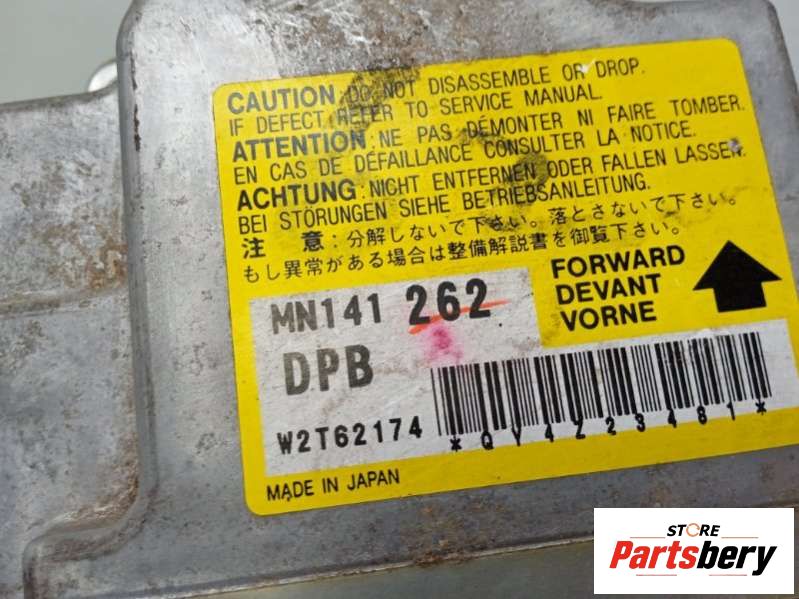 CAUTION: DO NOT DISASSEMBLE OR DROP.
IF DEFECT, REFER TO SERVICE MANUAL.
ATTENTION: NE PAS DÉMONTER NI FAIRE TOMBER.
EN CAS DE DÉFAILLANCE CONSULTER LA NOTICE.
ACHTUNG: NICHT ENTFERNEN ODER FALLEN LASSEN.
BEI STÖRUNGEN SIEHE BETRIEBSANLEITUNG.
注 意:分解しないで下さい。落とさないで下さい。
もし異常がある場合は整備解説書を御覧下さい。
FORWARD
DEVANT
VORNE
MN141 262
DPB
W2T62174
*QY4Z23481*
MADE IN JAPAN
STORE
Partsbery